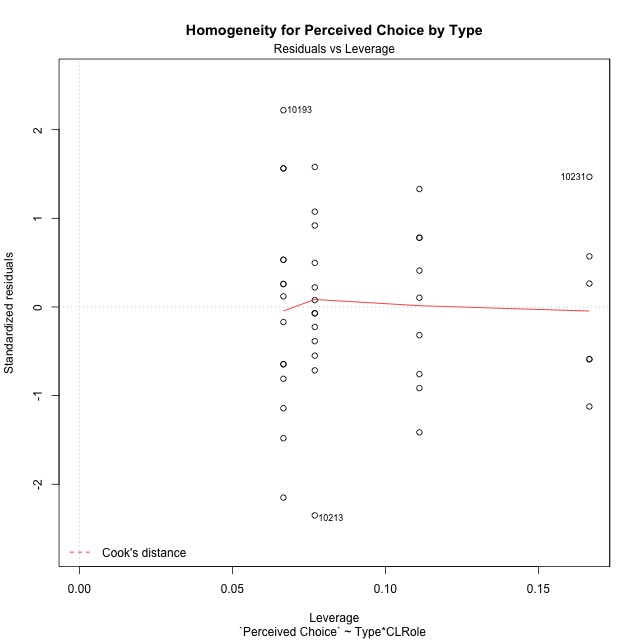 Homogeneity for Perceived Choice by Type
Residuals vs Leverage
10193
10231
10213
2
1
0
-1
-2
Standardized residuals
Cook's distance
0.00 0.05 0.10 0.15
Leverage
`Perceived Choice` ~ Type*CLRole